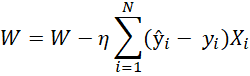 W = W − η ∑_{i=1}^{N} (ŷ_i − y_i) X_i